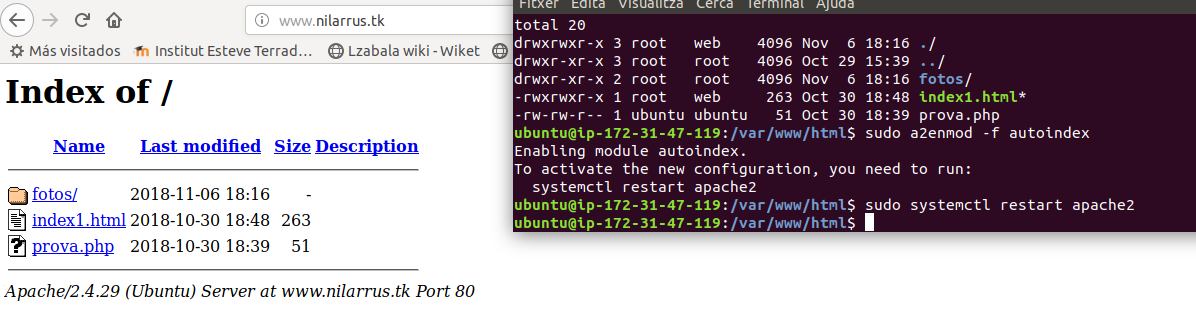 www.nilarrus.tk
Más visitados Institut Esteve Terrad… Lzabala wiki - Wiket
Index of /
Name Last modified Size Description
fotos/ 2018-11-06 18:16 -
index1.html 2018-10-30 18:48 263
prova.php 2018-10-30 18:39 51
Apache/2.4.29 (Ubuntu) Server at www.nilarrus.tk Port 80
Fitxer Edita Visualitza Cerca Terminal Ajuda
total 20
drwxrwxr-x 3 root web 4096 Nov 6 18:16 ./
drwxr-xr-x 3 root root 4096 Oct 29 15:39 ../
drwxr-xr-x 2 root root 4096 Nov 6 18:16 fotos/
-rwxrwxr-x 1 root web 263 Oct 30 18:48 index1.html*
-rw-rw-r-- 1 ubuntu ubuntu 51 Oct 30 18:39 prova.php
ubuntu@ip-172-31-47-119:/var/www/html$ sudo a2enmod -f autoindex
Enabling module autoindex.
To activate the new configuration, you need to run:
systemctl restart apache2
ubuntu@ip-172-31-47-119:/var/www/html$ sudo systemctl restart apache2
ubuntu@ip-172-31-47-119:/var/www/html$